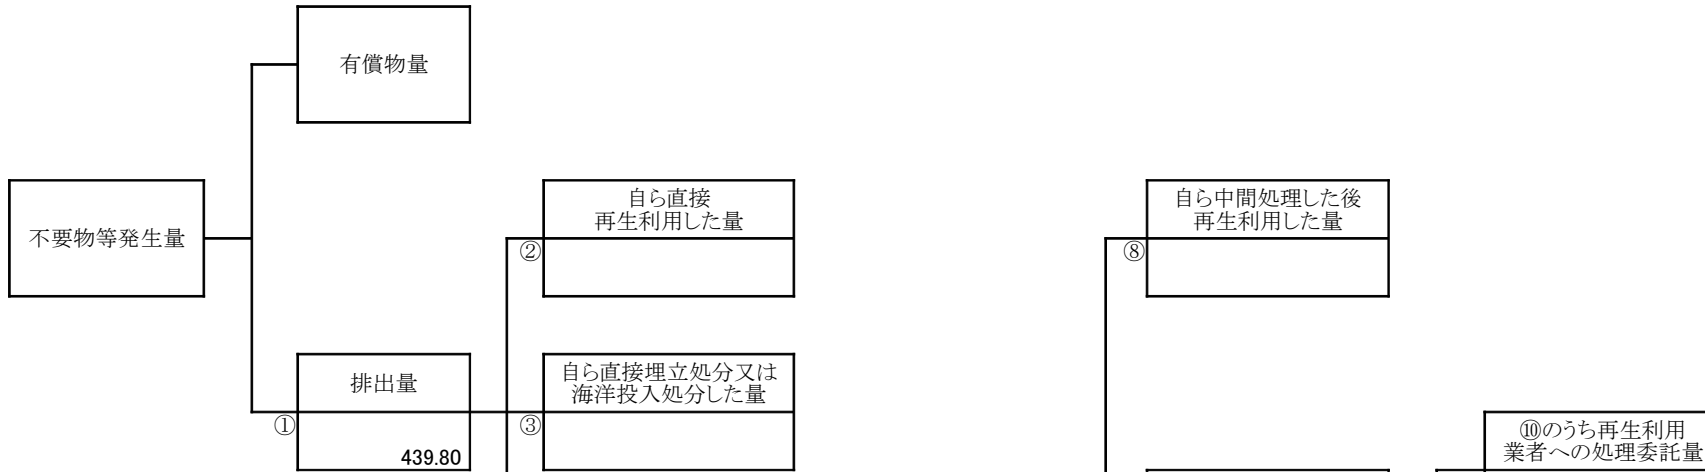 有償物量
不要物等発生量
自ら直接
再生利用した量
②
自ら中間処理した後
再生利用した量
⑧
排出量
①
439.80
自ら直接埋立処分又は
海洋投入処分した量
③
⑩のうち再生利用
業者への処理委託量